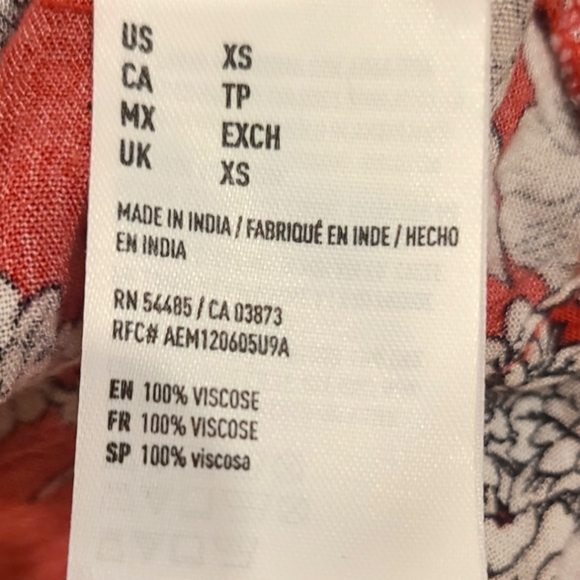 US XS
CA TP
MX EXCH
UK XS
MADE IN INDIA / FABRIQUÉ EN INDE / HECHO
EN INDIA
RN 54485 / CA 03873
RFC# AEM120605U9A
EN 100% VISCOSE
FR 100% VISCOSE
SP 100% viscosa